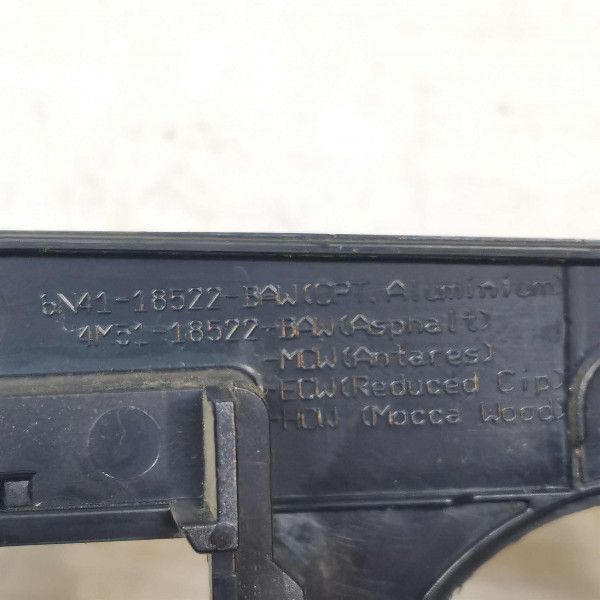 6N41-18522-BAW(OPT. Aluminium
4M51-18522-BAW(Asphalt)
-MCW(Antares)
-ECW(Reduced Cip)
-HCW (Mocca Wood)